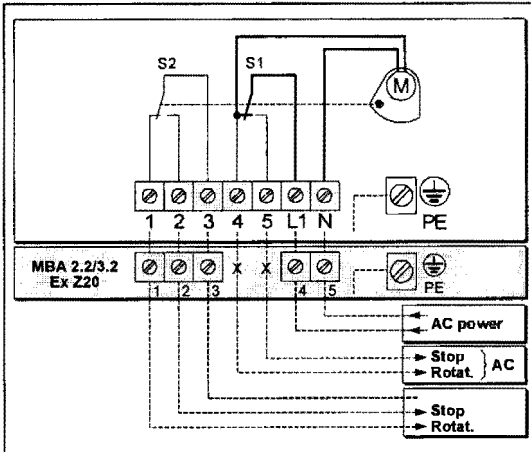 S2
S1
M
1 2 3 4 5 L1 N
PE
MBA 2.2/3.2
Ex Z20
x x
PE
1 2 3 4 5
AC power
Stop
Rotat.
AC
Stop
Rotat.